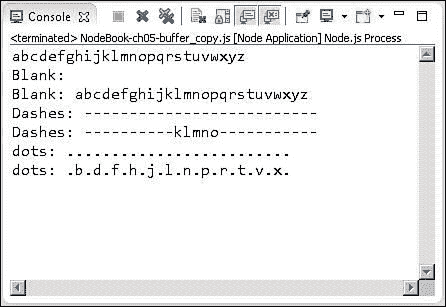 Console
<terminated> NodeBook-ch05-buffer_copy.js [Node Application] Node.js Process
abcdefghijklmnopqrstuvwxyz
Blank:
Blank: abcdefghijklmnopqrstuvwxyz
Dashes: --------------------------
Dashes: ----------klmno-----------
dots: .........................
dots: .b.d.f.h.j.l.n.p.r.t.v.x.